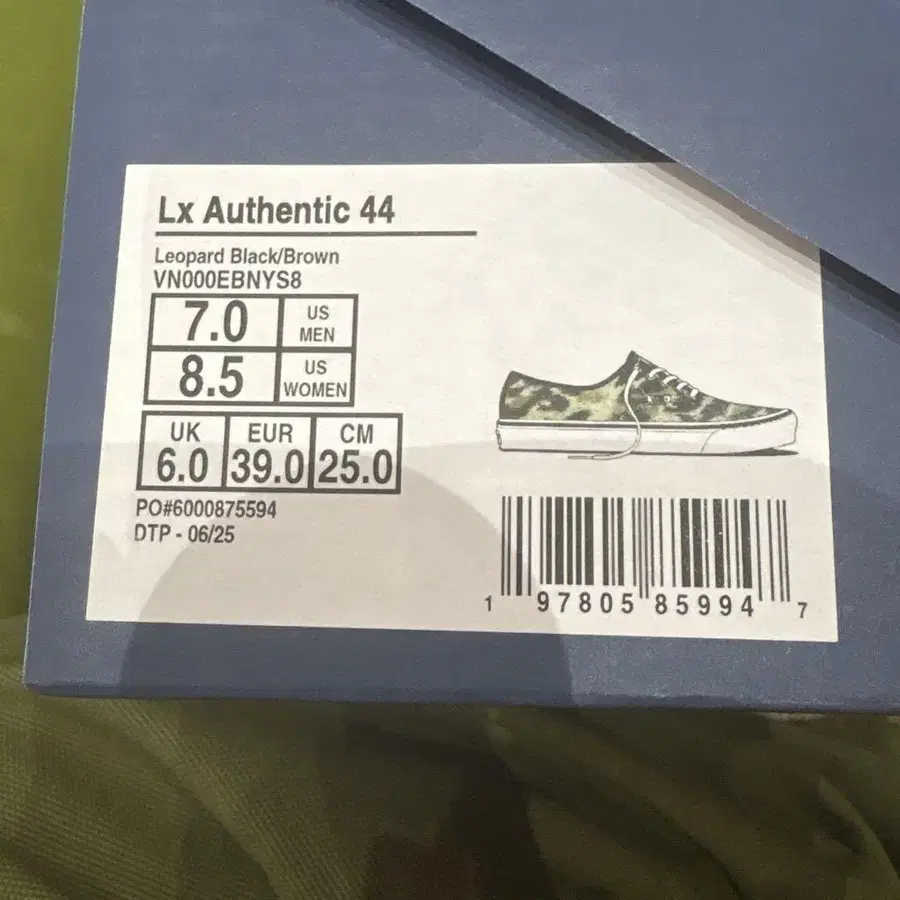 Lx Authentic 44
Leopard Black/Brown
VN000EBNYS8
7.0 US MEN
8.5 US WOMEN
UK EUR CM
6.0 39.0 25.0
PO#6000875594
DTP - 06/25
1 97805 85994 7